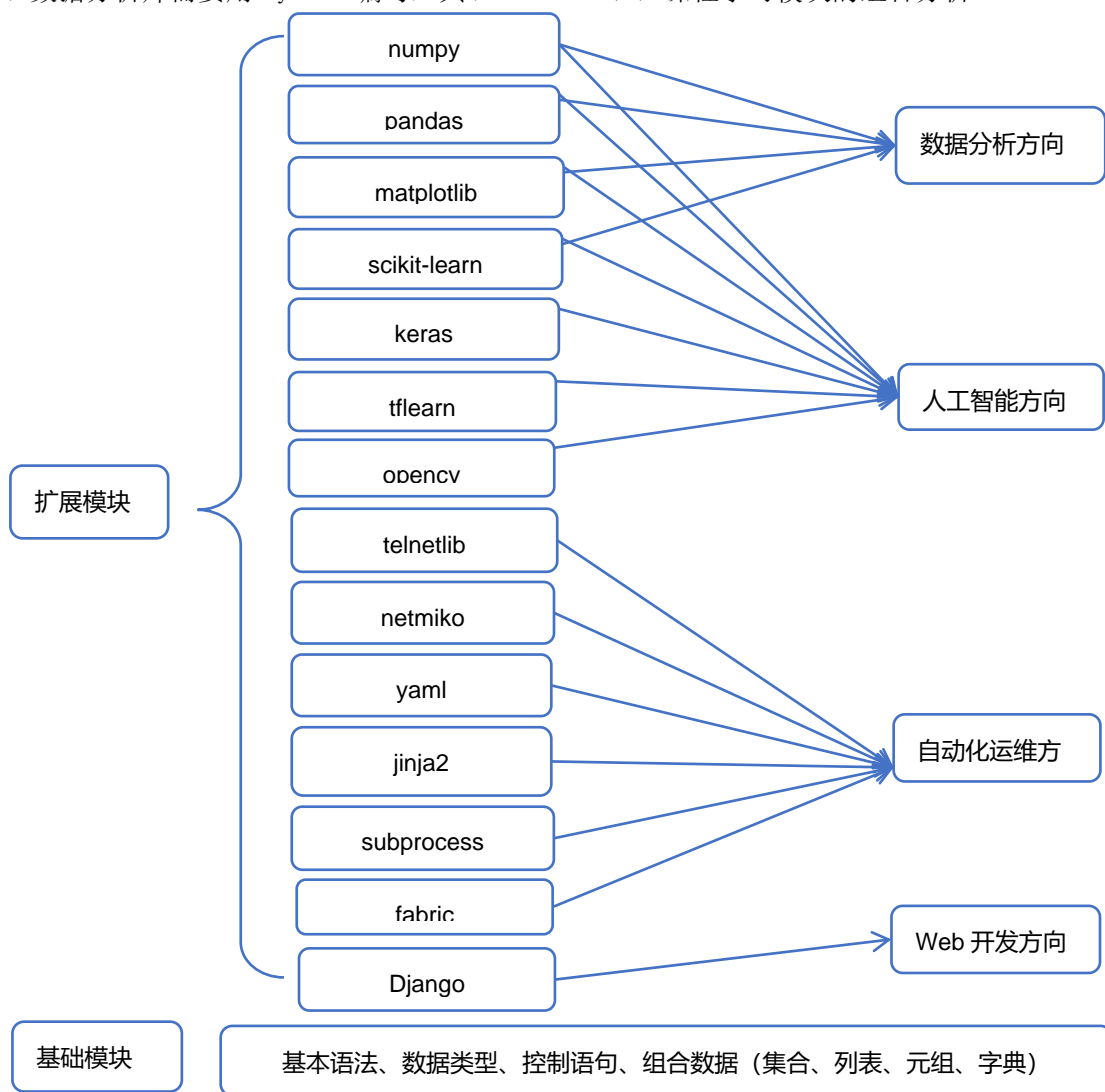 numpy
pandas
数据分析方向
matplotlib
scikit-learn
keras
人工智能方向
tflearn
opencv
扩展模块
telnetlib
netmiko
yaml
自动化运维方
jinja2
subprocess
fabric
Web 开发方向
Django
基础模块
基本语法、数据类型、控制语句、组合数据（集合、列表、元组、字典）